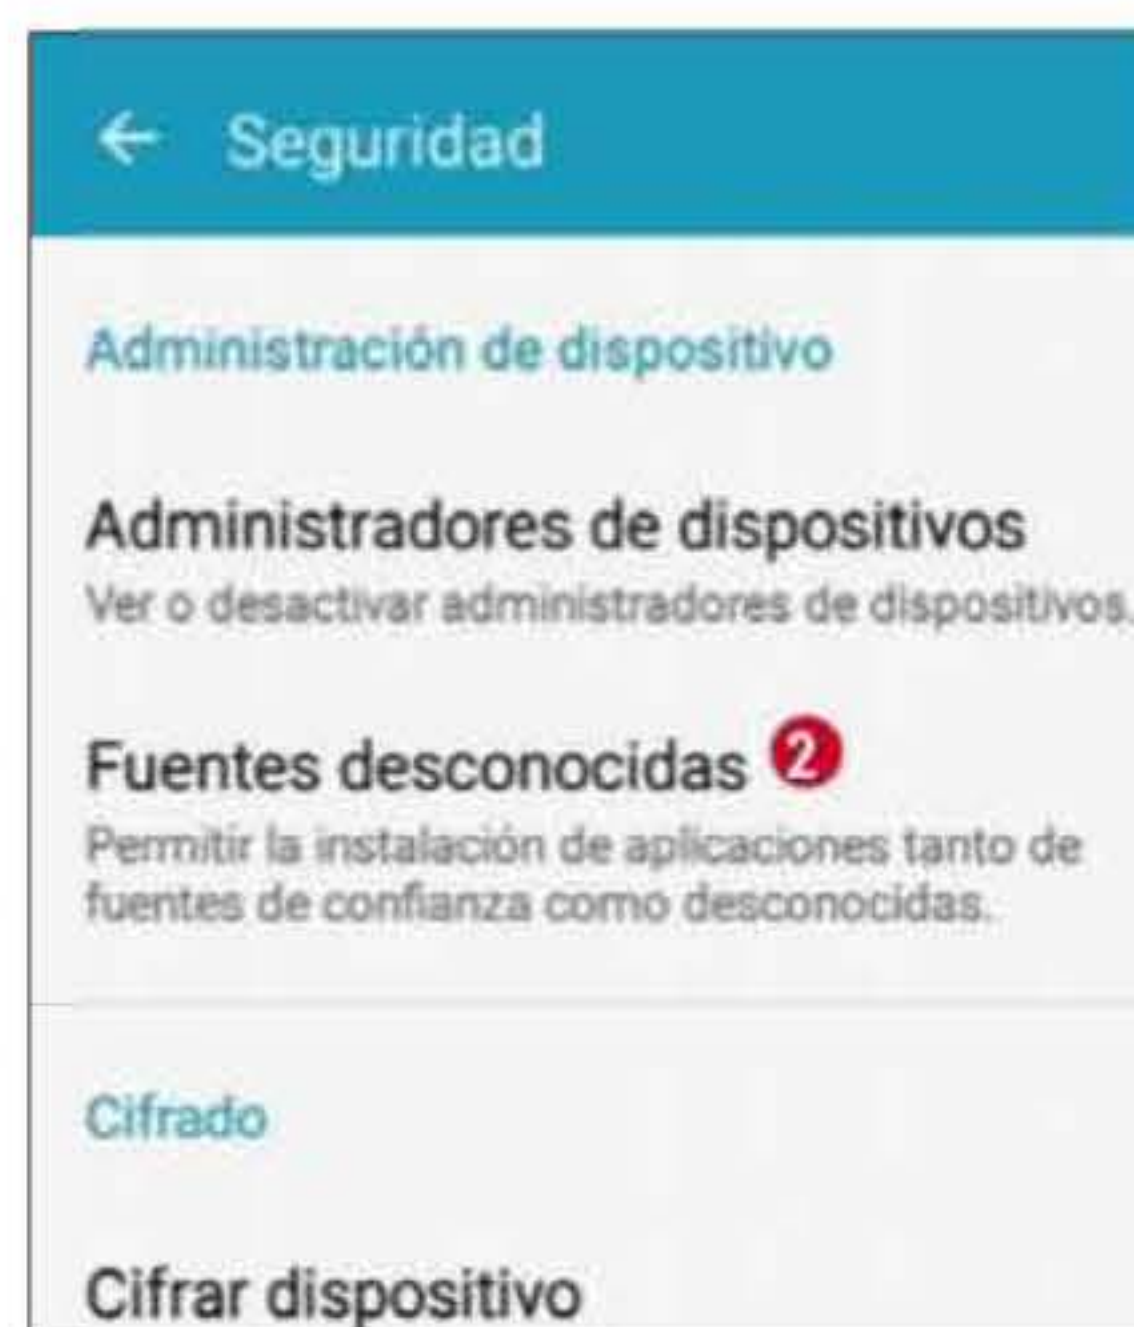 ← Seguridad
Administración de dispositivo
Administradores de dispositivos
Ver o desactivar administradores de dispositivos.
Fuentes desconocidas 2
Permitir la instalación de aplicaciones tanto de
fuentes de confianza como desconocidas.
Cifrado
Cifrar dispositivo